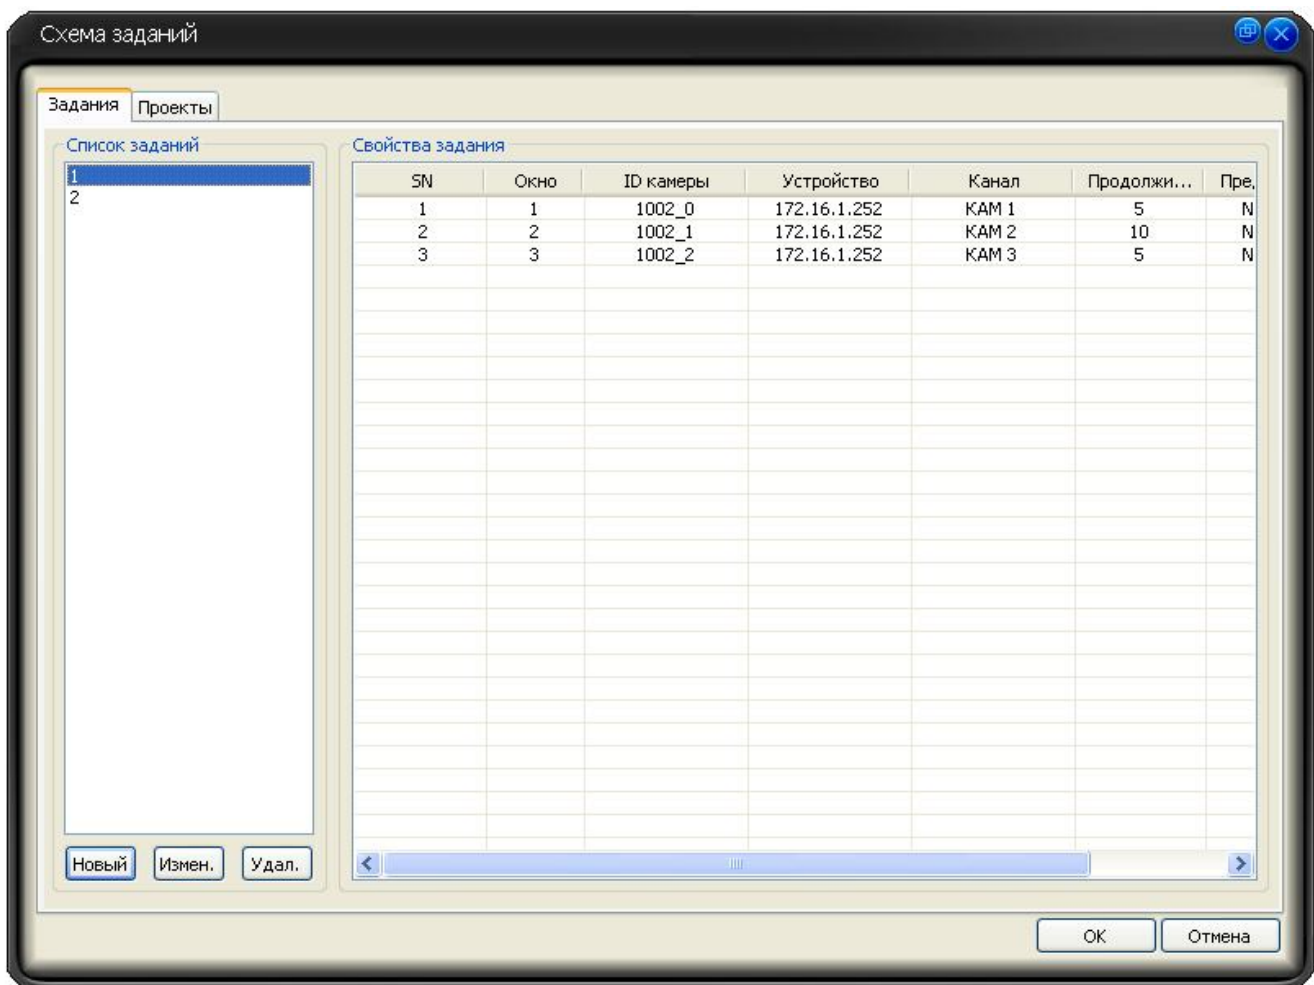 Схема заданий
Задания Проекты
Список заданий
1
2
Новый Измен. Удал.
Свойства задания
SN Окно ID камеры Устройство Канал Продолжи... Пре,
1 1 1002_0 172.16.1.252 КАМ 1 5 N
2 2 1002_1 172.16.1.252 КАМ 2 10 N
3 3 1002_2 172.16.1.252 КАМ 3 5 N
OK Отмена